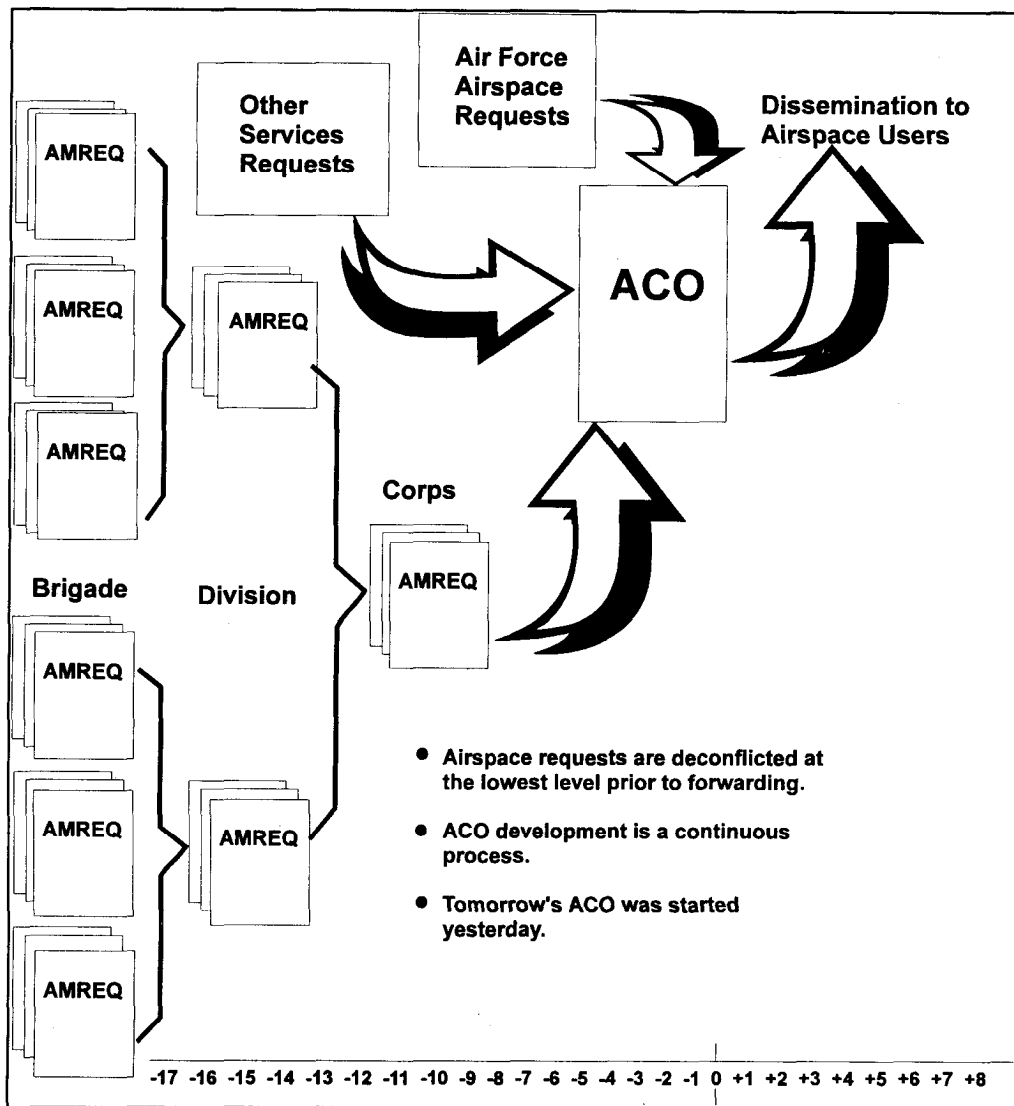 Air Force
Airspace
Requests
Other
Services
Requests
Dissemination to
Airspace Users
AMREQ
AMREQ
AMREQ
AMREQ
ACO
Corps
Brigade
Division
AMREQ
AMREQ
AMREQ
AMREQ
AMREQ
● Airspace requests are deconflicted at
the lowest level prior to forwarding.
● ACO development is a continuous
process.
● Tomorrow's ACO was started
yesterday.
-17 -16 -15 -14 -13 -12 -11 -10 -9 -8 -7 -6 -5 -4 -3 -2 -1 0 +1 +2 +3 +4 +5 +6 +7 +8